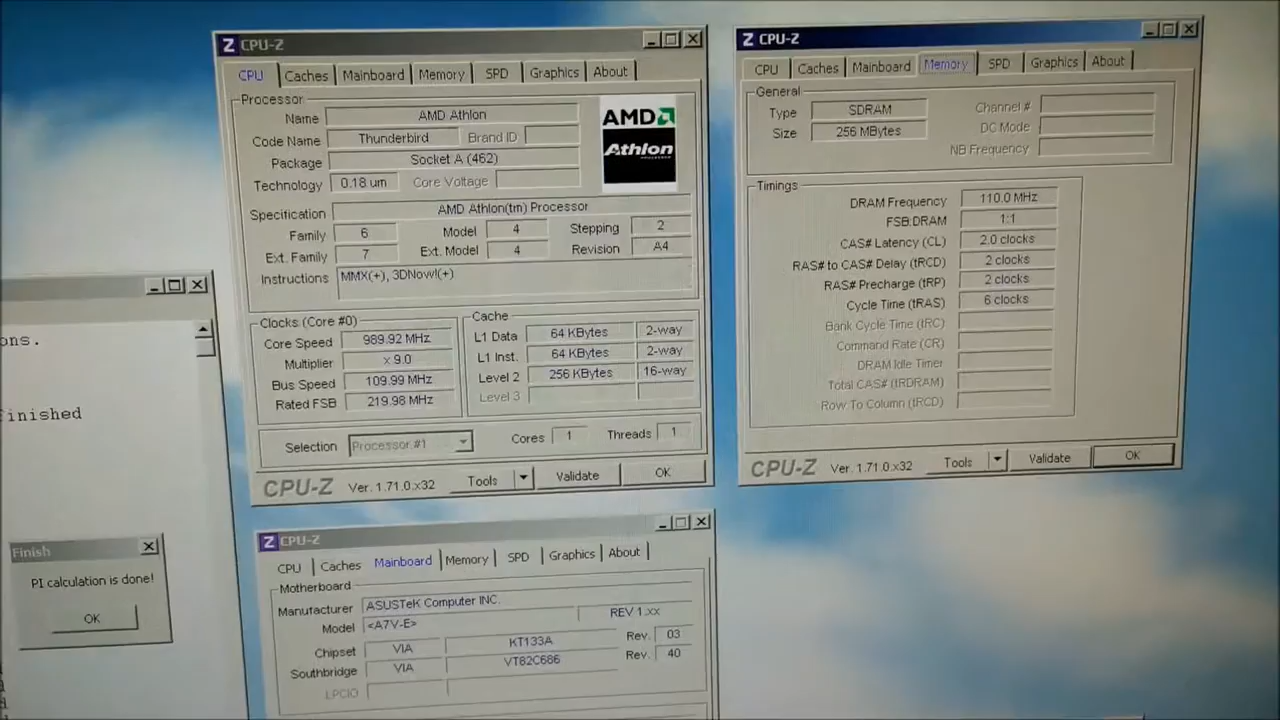 CPU-Z
CPU Caches Mainboard Memory SPD Graphics About
Processor
Name AMD Athlon
Code Name Thunderbird Brand ID
Package Socket A (462)
Technology 0.18 um Core Voltage
AMD
Athlon
PROCESSOR
Specification AMD Athlon(tm) Processor
Family 6 Model 4 Stepping 2
Ext. Family 7 Ext. Model 4 Revision A4
Instructions MMX(+), 3DNow!(+)
Clocks (Core #0)
Core Speed 989.92 MHz
Multiplier x 9.0
Bus Speed 109.99 MHz
Rated FSB 219.98 MHz
Cache
L1 Data 64 KBytes 2-way
L1 Inst. 64 KBytes 2-way
Level 2 256 KBytes 16-way
Level 3
Selection Processor #1 Cores 1 Threads 1
CPU-Z Ver. 1.71.0.x32 Tools Validate OK
CPU-Z
CPU Caches Mainboard Memory SPD Graphics About
General
Type SDRAM Channel #
Size 256 MBytes DC Mode
NB Frequency
Timings
DRAM Frequency 110.0 MHz
FSB:DRAM 1:1
CAS# Latency (CL) 2.0 clocks
RAS# to CAS# Delay (tRCD) 2 clocks
RAS# Precharge (tRP) 2 clocks
Cycle Time (tRAS) 6 clocks
Bank Cycle Time (tRC)
Command Rate (CR)
DRAM Idle Timer
Total CAS# (tRDRAM)
Row To Column (tRCD)
CPU-Z Ver. 1.71.0.x32 Tools Validate OK
ons.
inished
Finish
PI calculation is done!
OK
CPU-Z
CPU Caches Mainboard Memory SPD Graphics About
Motherboard
Manufacturer ASUSTeK Computer INC.
Model <A7V-E> REV 1.xx
Chipset VIA KT133A Rev. 03
Southbridge VIA VT82C686 Rev. 40
LPCIO